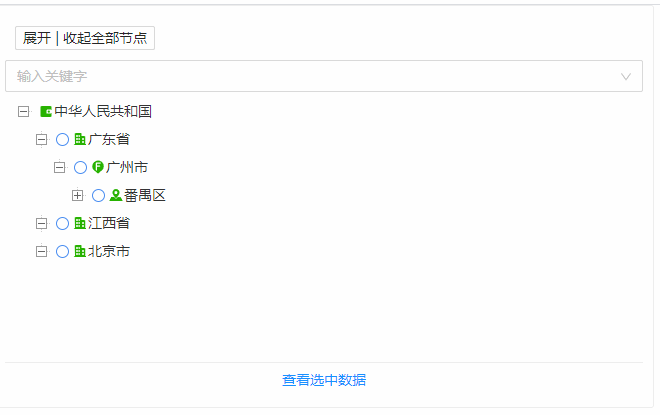 展开 | 收起全部节点
输入关键字
中华人民共和国
广东省
广州市
番禺区
江西省
北京市
查看选中数据